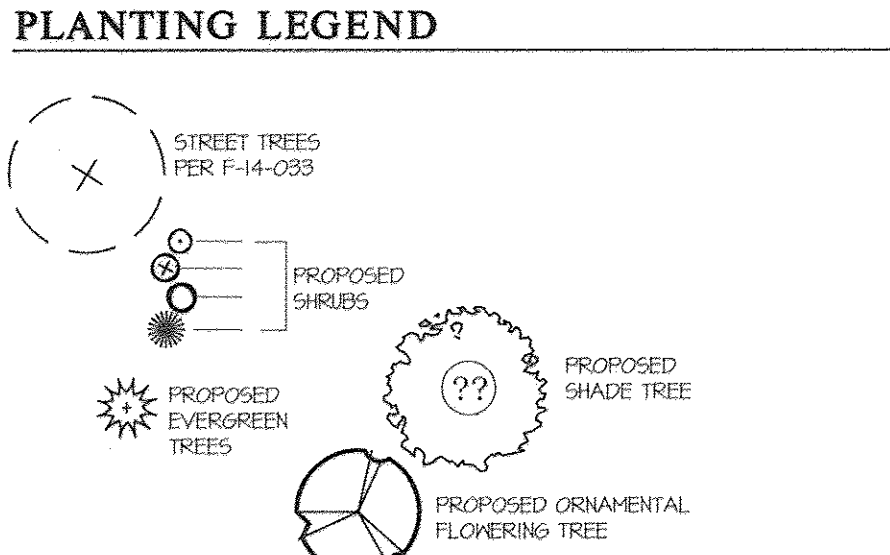 PLANTING LEGEND
STREET TREES
PER F-14-033
PROPOSED
SHRUBS
PROPOSED
SHADE TREE
??
PROPOSED
EVERGREEN
TREES
PROPOSED ORNAMENTAL
FLOWERING TREE